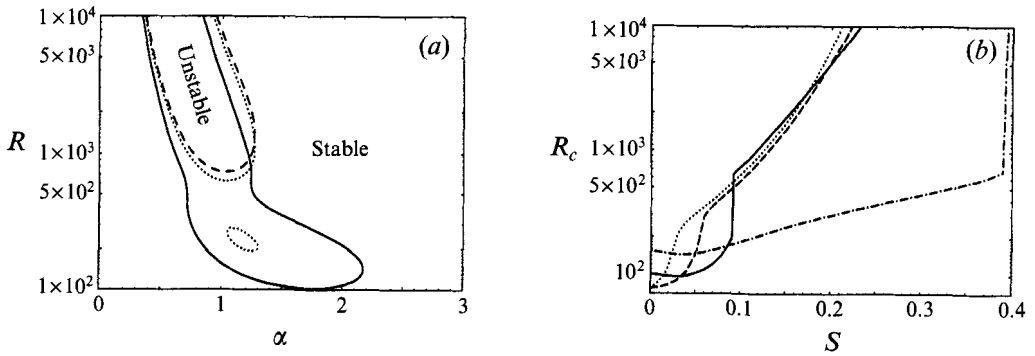 1×10⁴
5×10³
R
1×10³
5×10²
1×10²
0
1
2
3
α
Unstable
Stable
(a)
1×10⁴
5×10³
R_c
1×10³
5×10²
10²
0
0.1
0.2
0.3
0.4
S
(b)